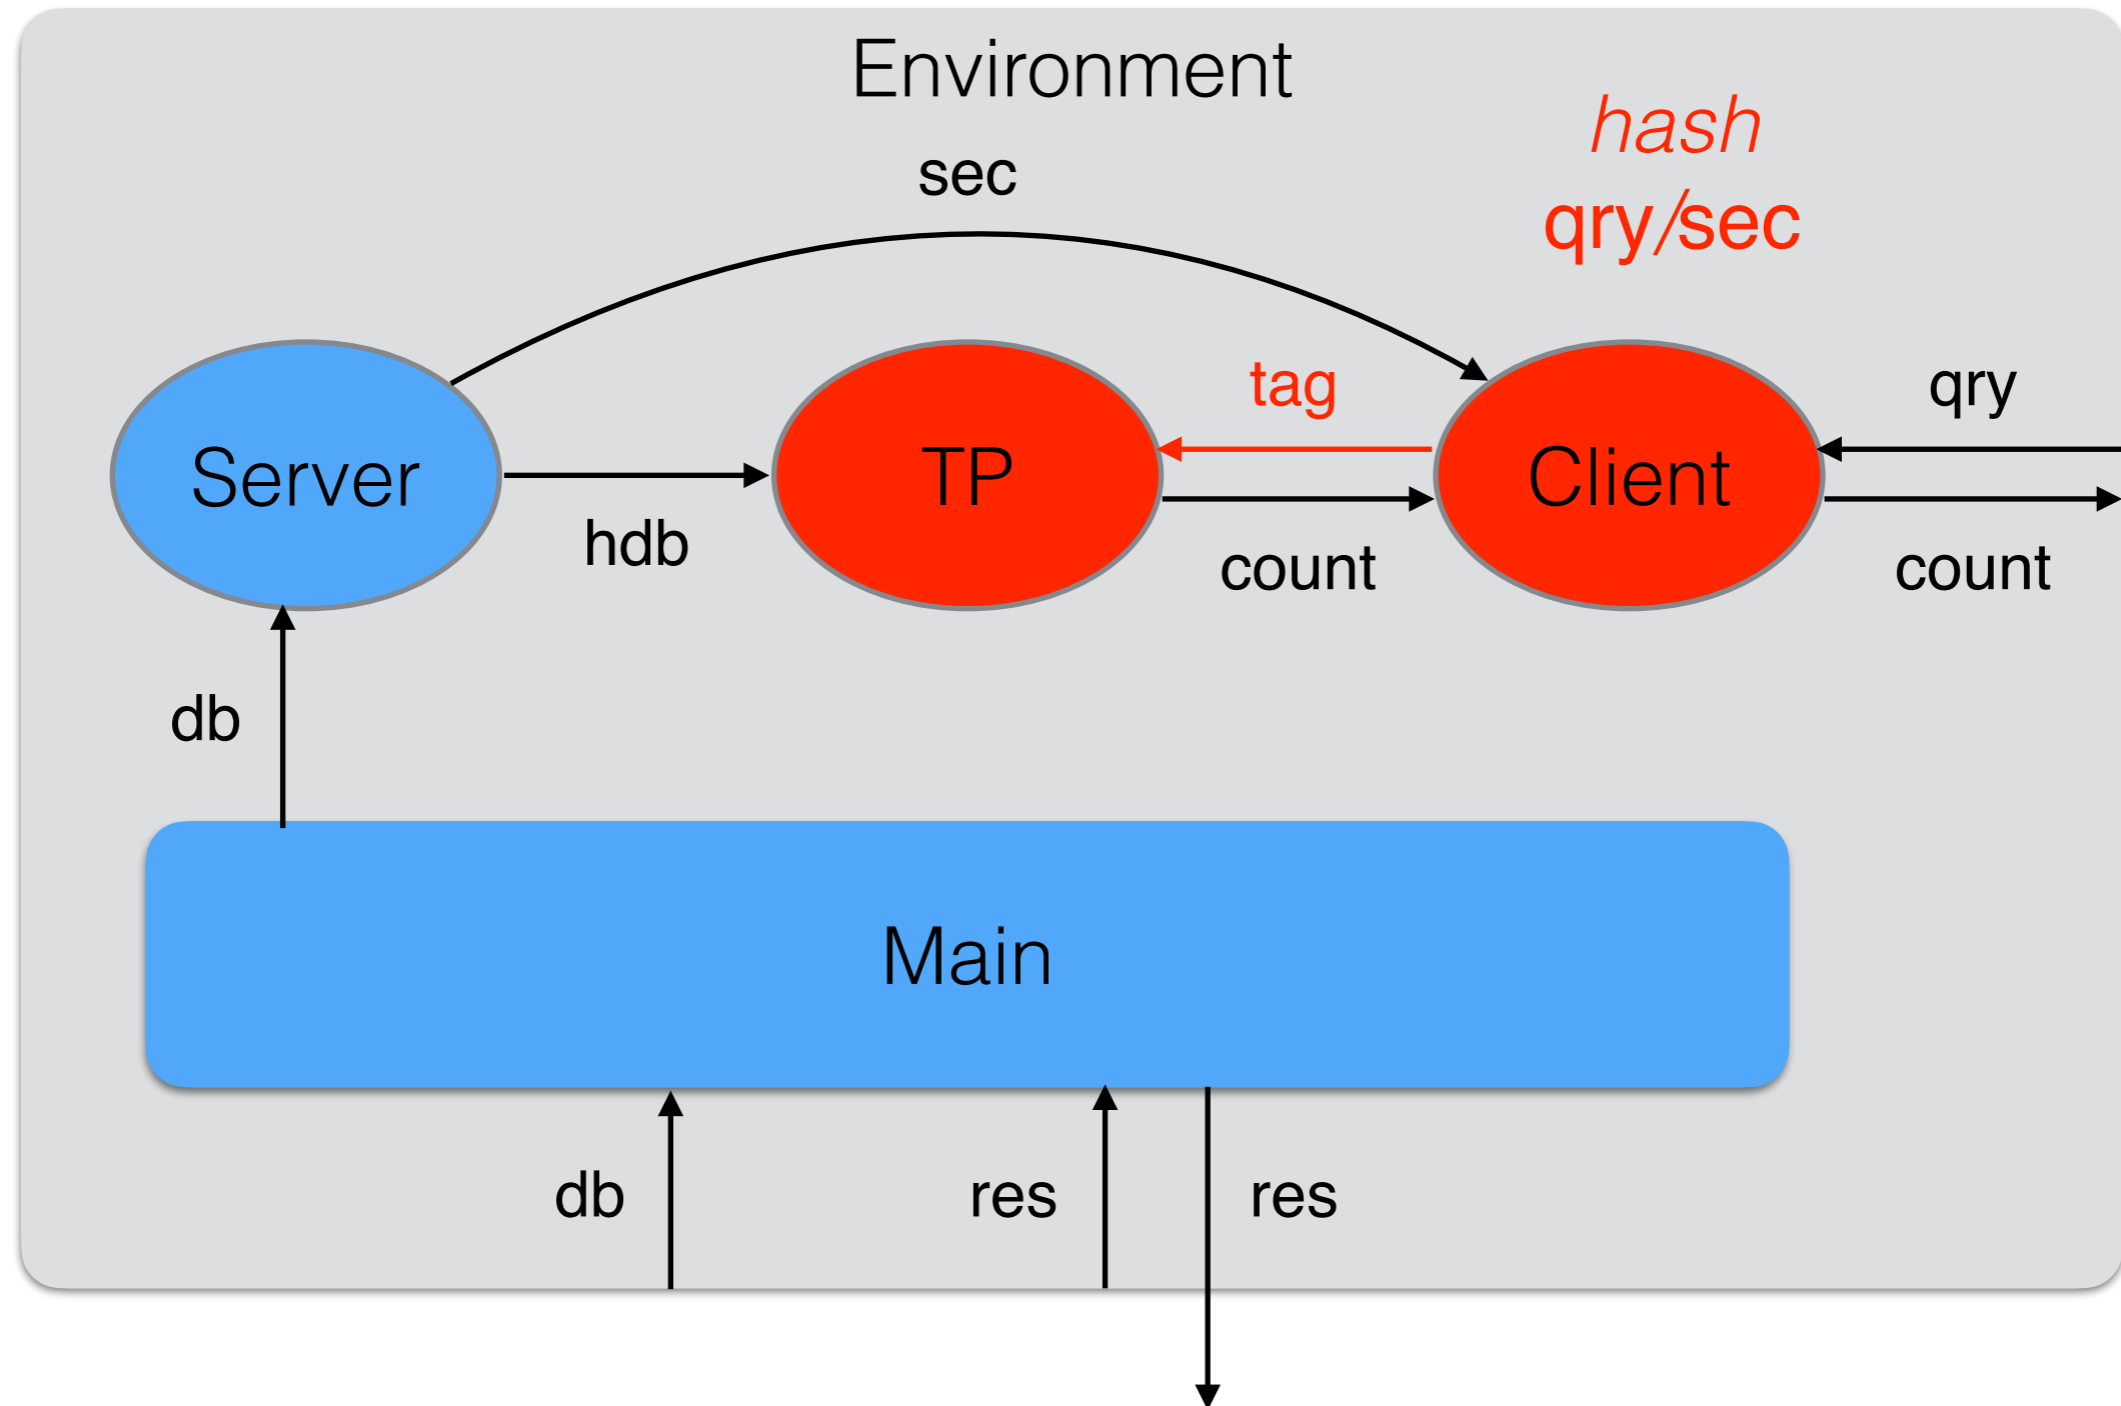 Environment
hash
sec
qry/sec
tag
qry
Server
TP
Client
hdb
count
count
db
Main
db
res
res